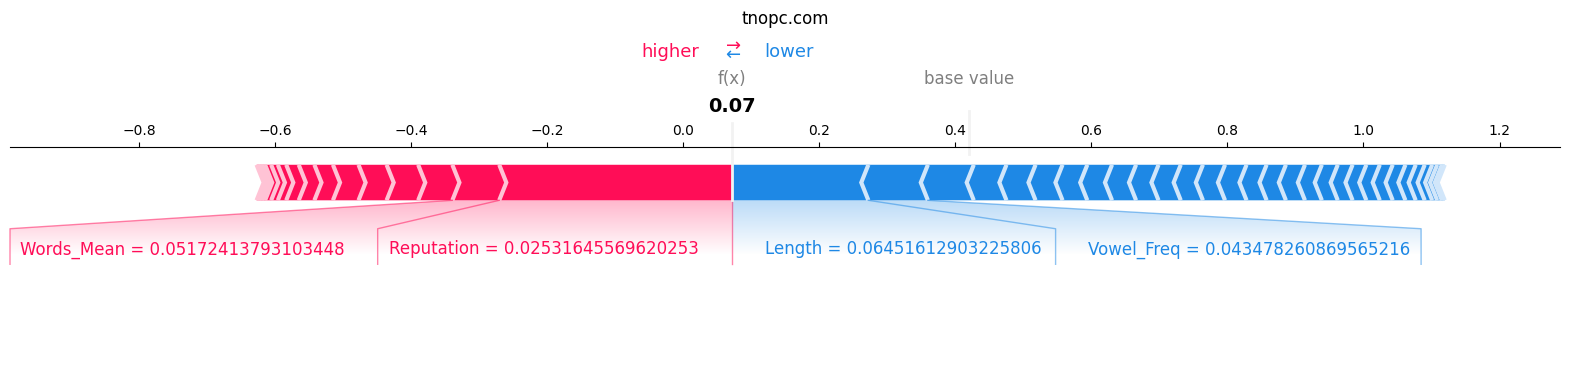 tnopc.com
higher → ← lower
f(x) base value
0.07
−0.8 −0.6 −0.4 −0.2 0.0 0.2 0.4 0.6 0.8 1.0 1.2
Words_Mean = 0.05172413793103448 Reputation = 0.02531645569620253 Length = 0.06451612903225806 Vowel_Freq = 0.043478260869565216